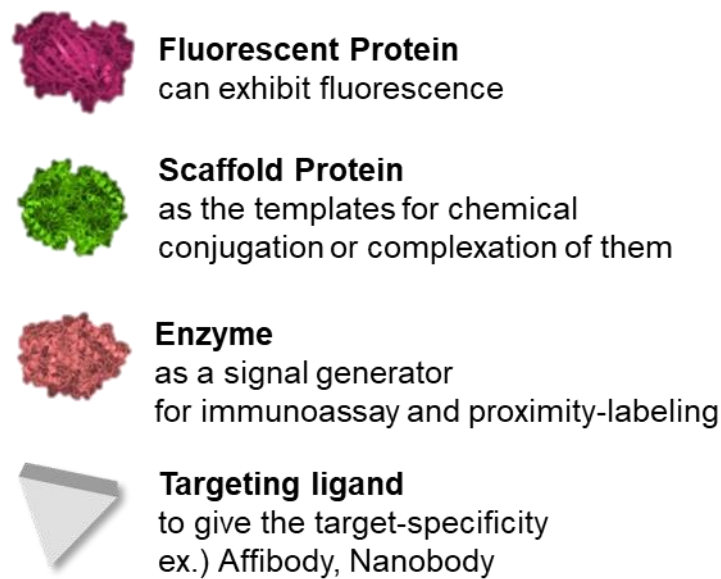 Fluorescent Protein
can exhibit fluorescence
Scaffold Protein
as the templates for chemical
conjugation or complexation of them
Enzyme
as a signal generator
for immunoassay and proximity-labeling
Targeting ligand
to give the target-specificity
ex.) Affibody, Nanobody